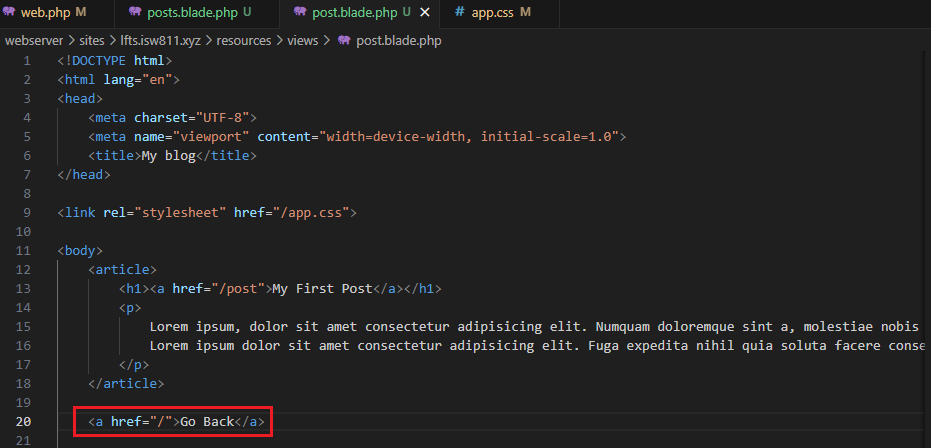 web.php M posts.blade.php U post.blade.php U × # app.css M
webserver > sites > lfts.isw811.xyz > resources > views > post.blade.php
1 <!DOCTYPE html>
2 <html lang="en">
3 <head>
4 <meta charset="UTF-8">
5 <meta name="viewport" content="width=device-width, initial-scale=1.0">
6 <title>My blog</title>
7 </head>
8
9 <link rel="stylesheet" href="/app.css">
10
11 <body>
12 <article>
13 <h1><a href="/post">My First Post</a></h1>
14 <p>
15 Lorem ipsum, dolor sit amet consectetur adipisicing elit. Numquam doloremque sint a, molestiae nobis
16 Lorem ipsum dolor sit amet consectetur adipisicing elit. Fuga expedita nihil quia soluta facere conse
17 </p>
18 </article>
19
20 <a href="/">Go Back</a>
21